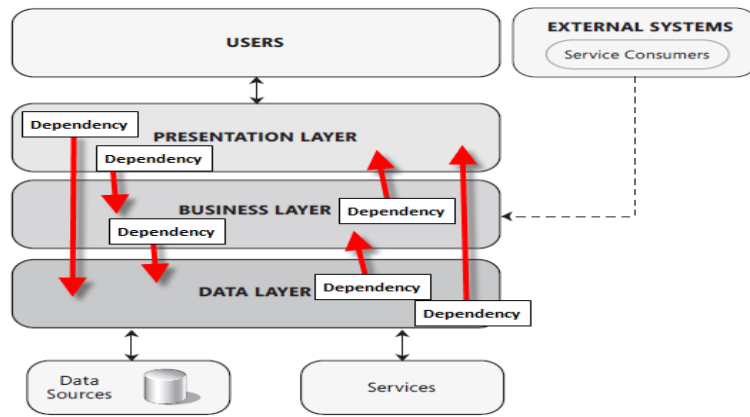 USERS
EXTERNAL SYSTEMS
Service Consumers
Dependency
PRESENTATION LAYER
Dependency
BUSINESS LAYER
Dependency
Dependency
DATA LAYER
Dependency
Dependency
Data
Sources
Services